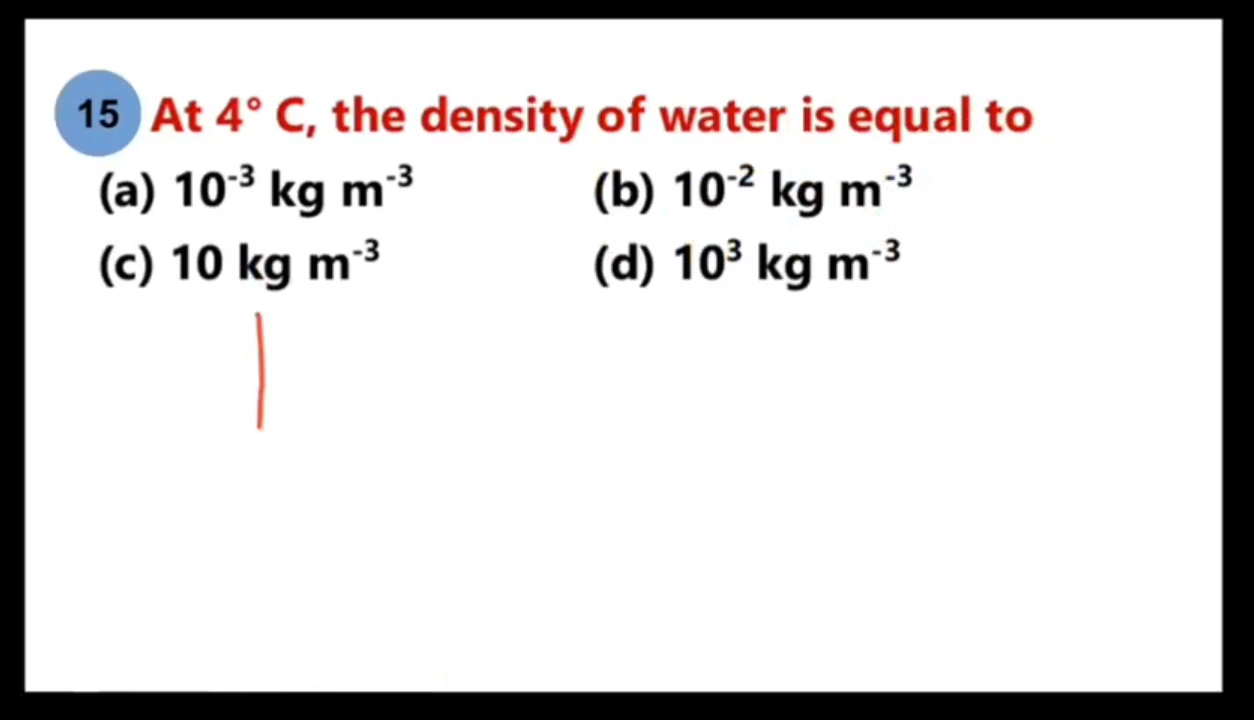 15 At 4° C, the density of water is equal to
(a) 10⁻³ kg m⁻³ (b) 10⁻² kg m⁻³
(c) 10 kg m⁻³ (d) 10³ kg m⁻³